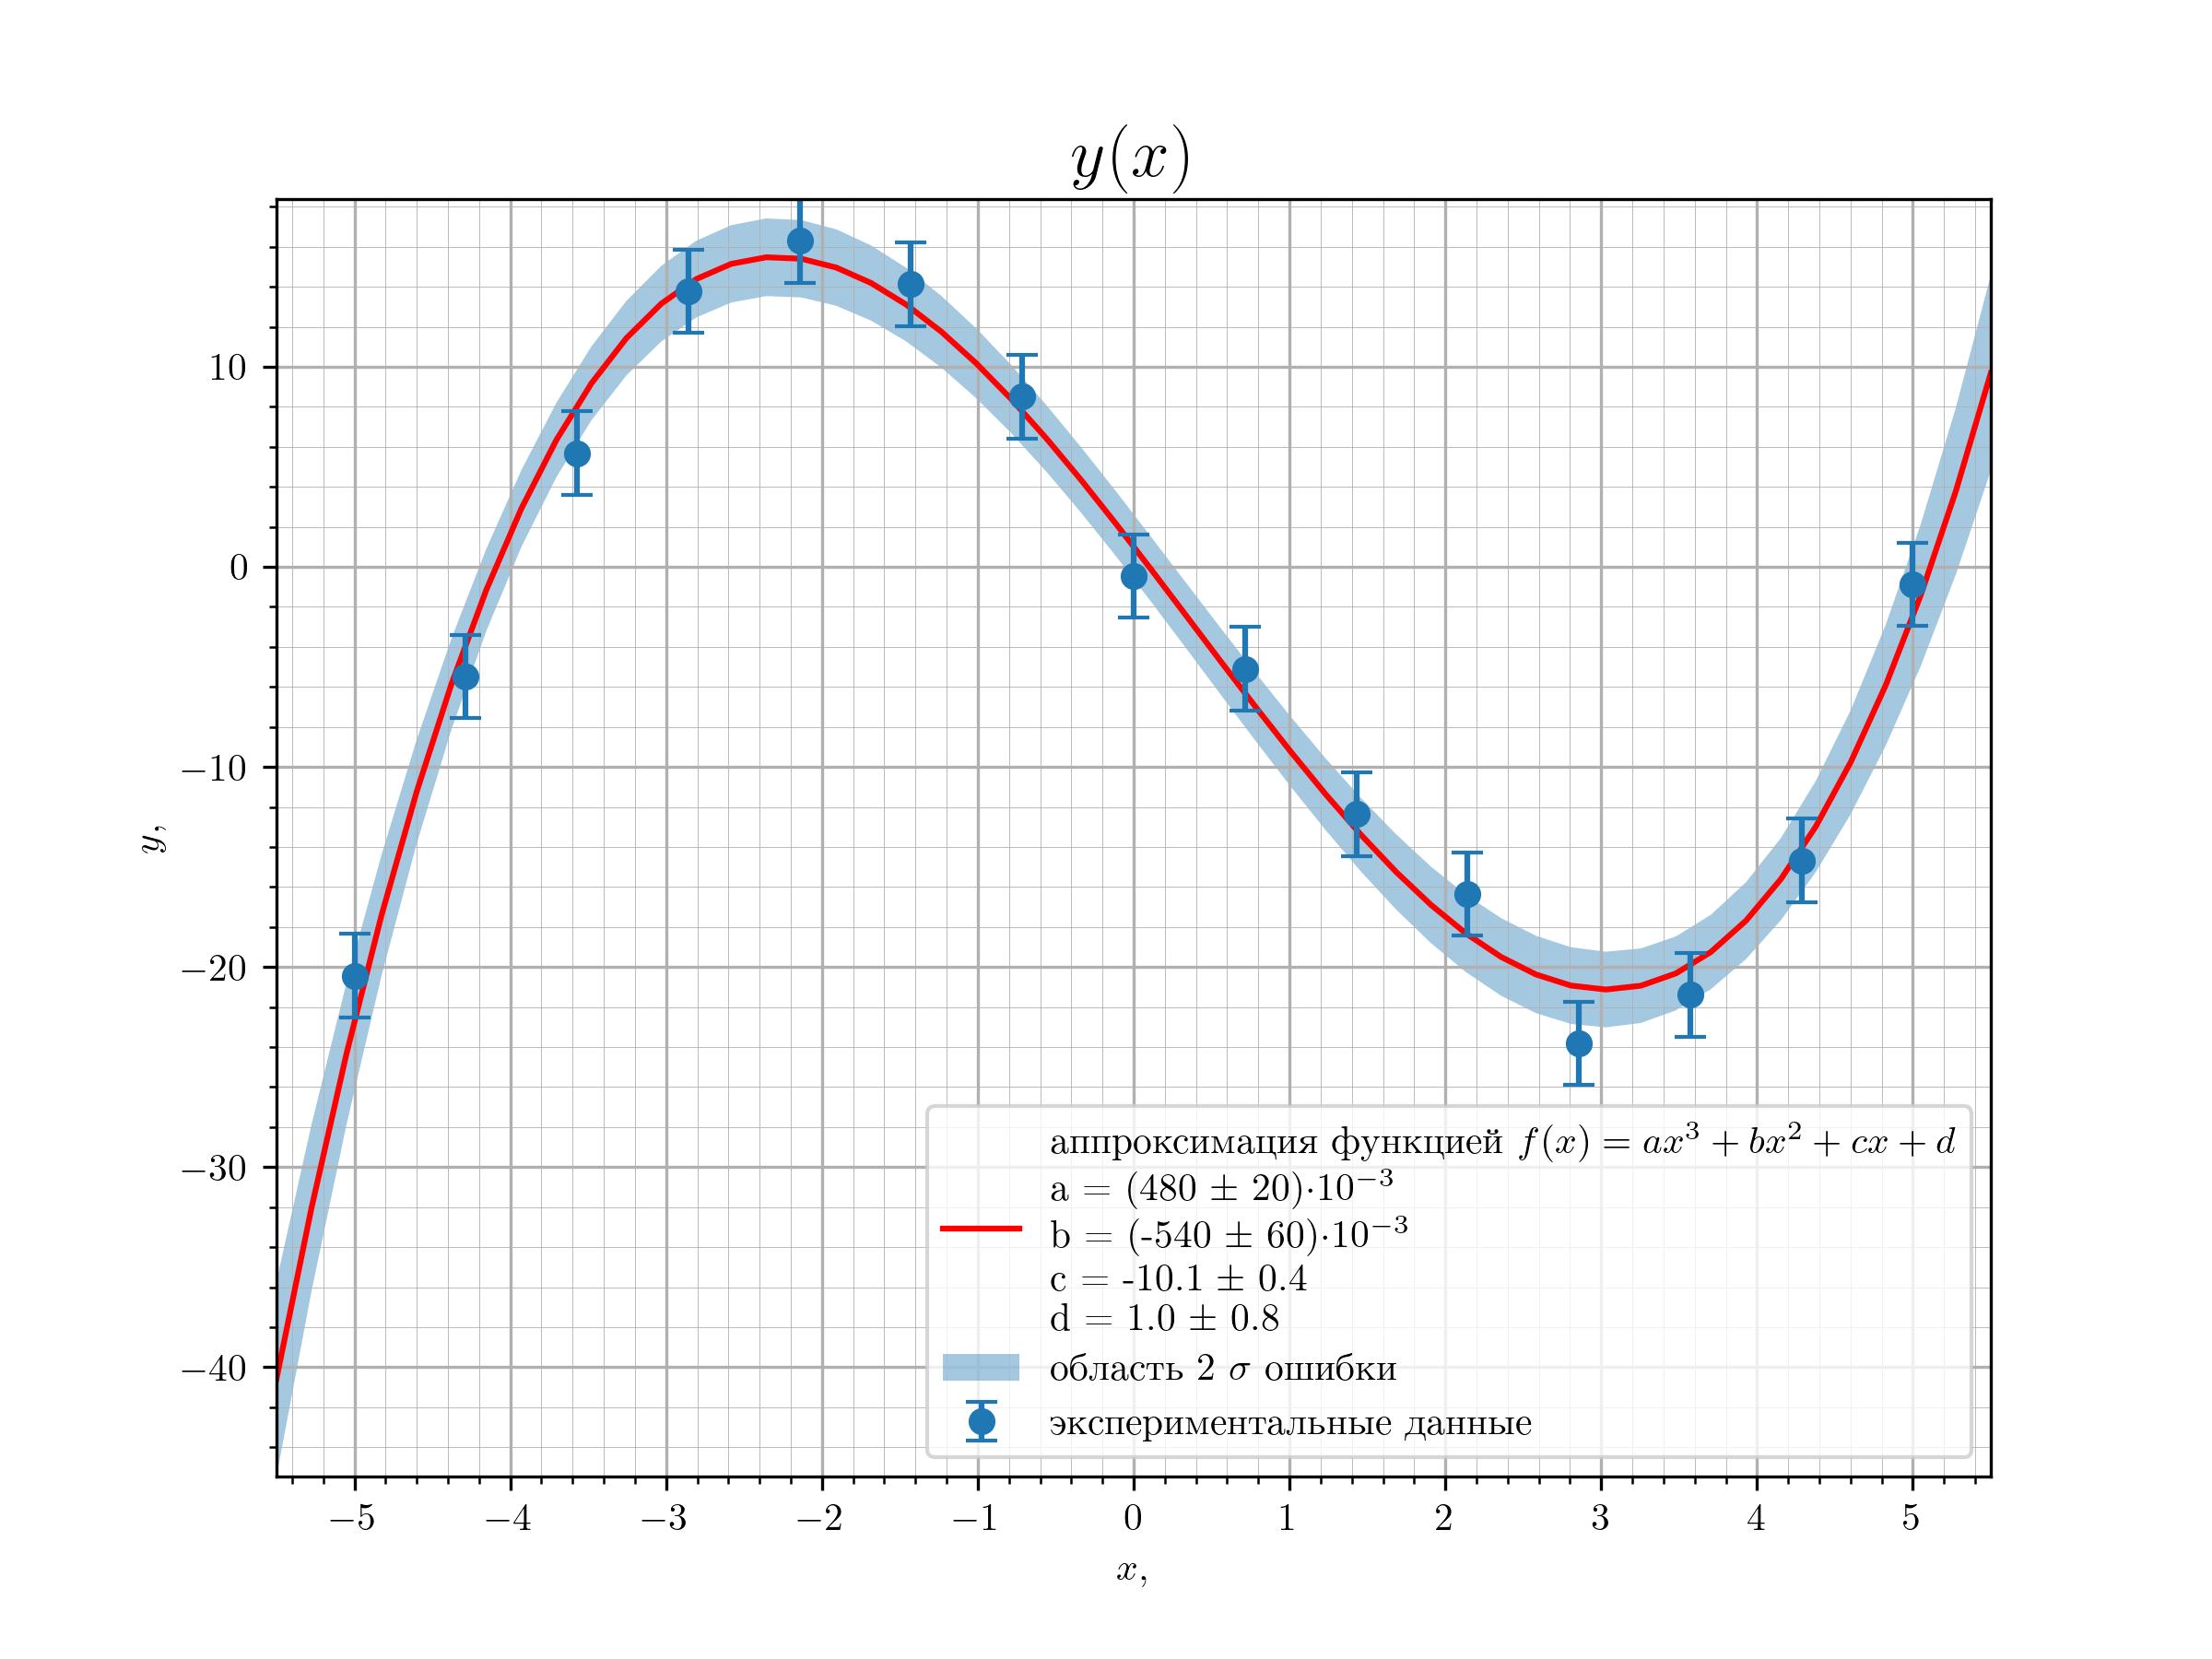 y(x)
10
0
−10
−20
−30
−40
y,
аппроксимация функцией f(x) = ax³ + bx² + cx + d
a = (480 ± 20)·10⁻³
b = (-540 ± 60)·10⁻³
c = -10.1 ± 0.4
d = 1.0 ± 0.8
область 2 σ ошибки
экспериментальные данные
−5 −4 −3 −2 −1 0 1 2 3 4 5
x,